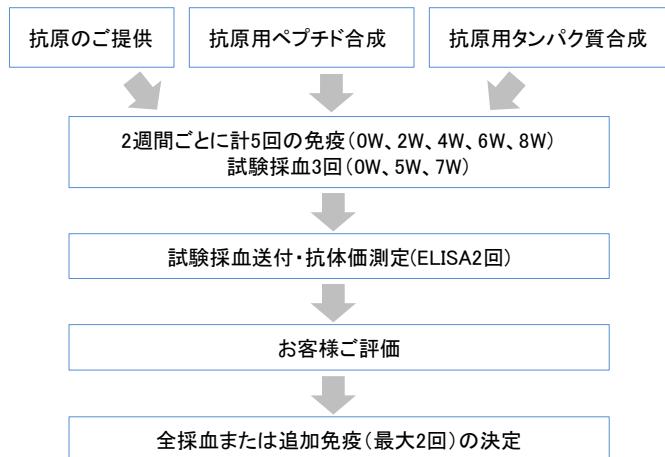 抗原のご提供
抗原用ペプチド合成
抗原用タンパク質合成
2週間ごとに計5回の免疫(0W、2W、4W、6W、8W)
試験採血3回(0W、5W、7W)
試験採血送付・抗体価測定(ELISA2回)
お客様ご評価
全採血または追加免疫(最大2回)の決定